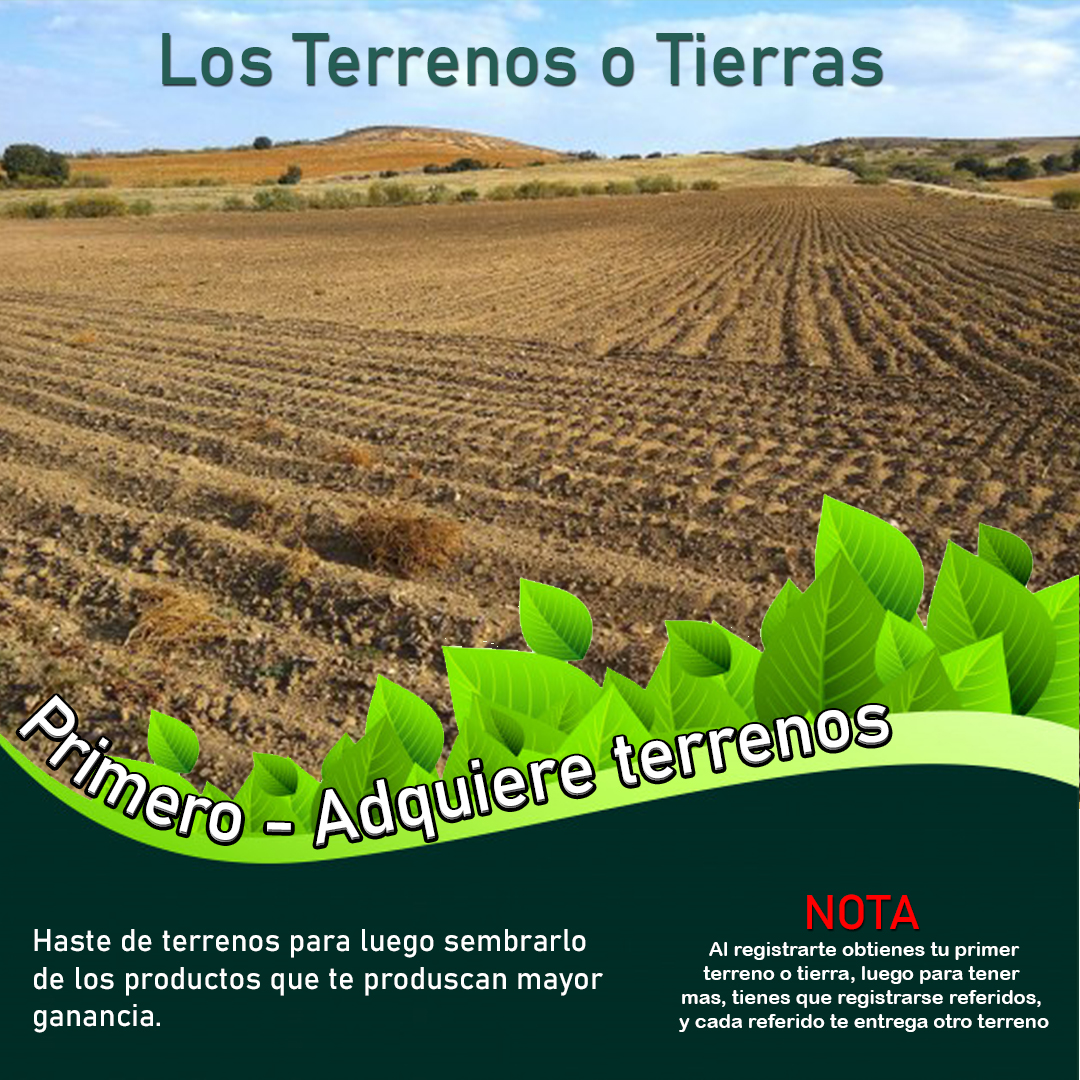 Los Terrenos o Tierras
Primero - Adquiere terrenos
Haste de terrenos para luego sembrarlo
de los productos que te produscan mayor
ganancia.
NOTA
Al registrarte obtienes tu primer
terreno o tierra, luego para tener
mas, tienes que registrarse referidos,
y cada referido te entrega otro terreno